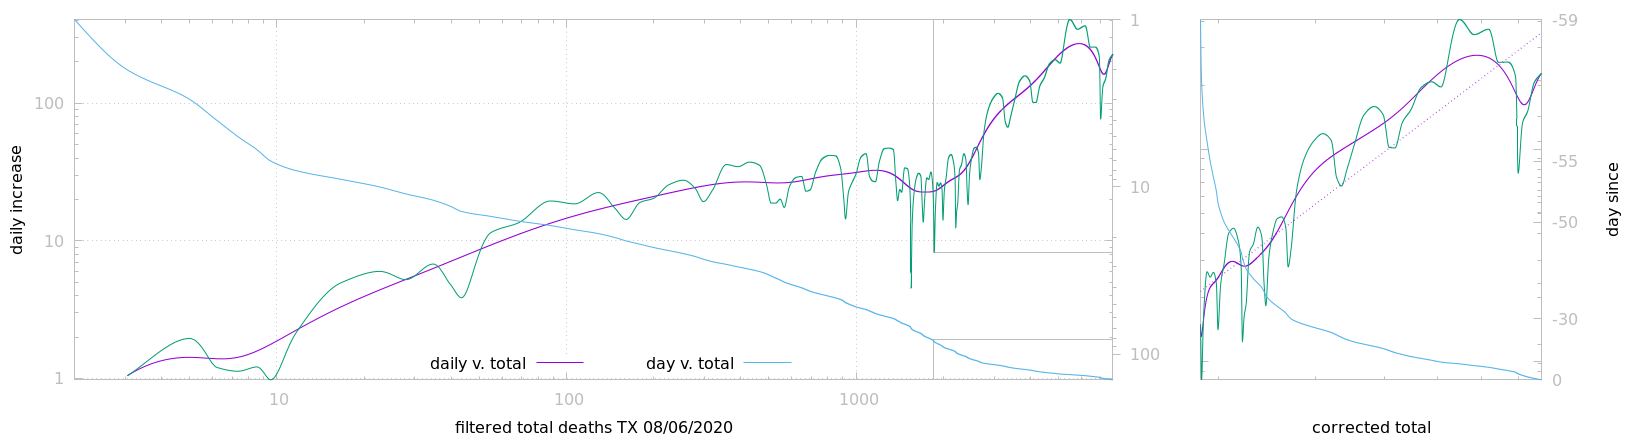 daily increase
100
10
1
10
100
1000
1
10
100
daily v. total
day v. total
filtered total deaths TX 08/06/2020
-59
-55
-50
-30
0
day since
corrected total